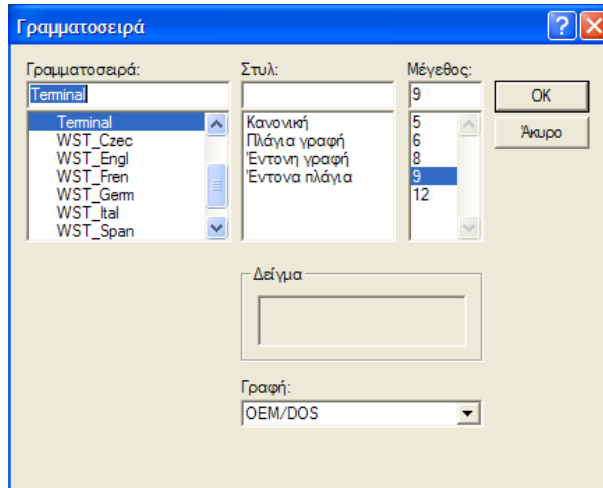 Γραμματοσειρά
Γραμματοσειρά:
Terminal
Terminal
WST_Czec
WST_Engl
WST_Fren
WST_Germ
WST_Ital
WST_Span
Στυλ:
Κανονική
Πλάγια γραφή
Έντονη γραφή
Έντονα πλάγια
Μέγεθος:
9
5
6
8
9
12
OK
Άκυρο
Δείγμα
Γραφή:
OEM/DOS